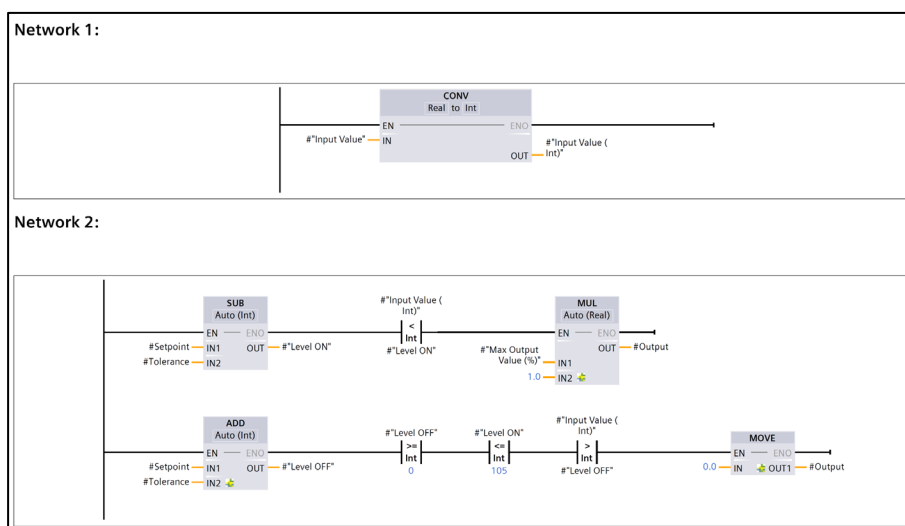 Network 1:
CONV
Real to Int
EN
ENO
#"Input Value"
IN
OUT
#"Input Value (
Int)"
Network 2:
SUB
Auto (Int)
EN
ENO
#Setpoint
IN1
OUT
#"Level ON"
#Tolerance
IN2
#"Input Value (
Int)"
<
Int
#"Level ON"
MUL
Auto (Real)
EN
ENO
#"Max Output
Value (%)"
IN1
OUT
#Output
1.0
IN2
ADD
Auto (Int)
EN
ENO
#Setpoint
IN1
OUT
#"Level OFF"
#Tolerance
IN2
#"Level OFF"
>=
Int
0
#"Level ON"
<=
Int
105
#"Input Value (
Int)"
>
Int
#"Level OFF"
MOVE
EN
ENO
0.0
IN
OUT1
#Output